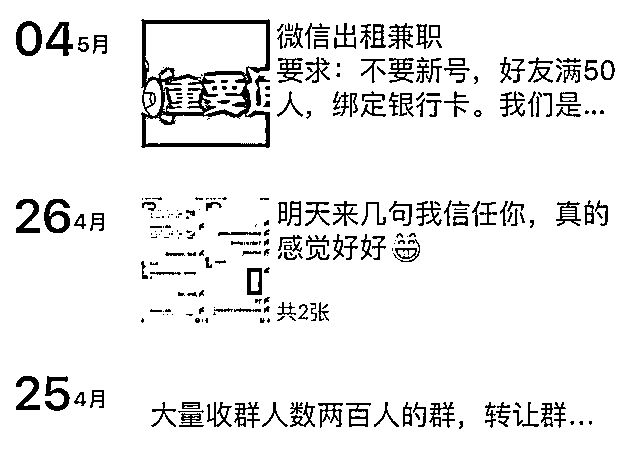 04 5月
重要
微信出租兼职
要求：不要新号，好友满50
人，绑定银行卡。我们是...
26 4月
明天来几句我信任你，真的
感觉好好😄
共2张
25 4月
大量收群人数两百人的群，转让群...